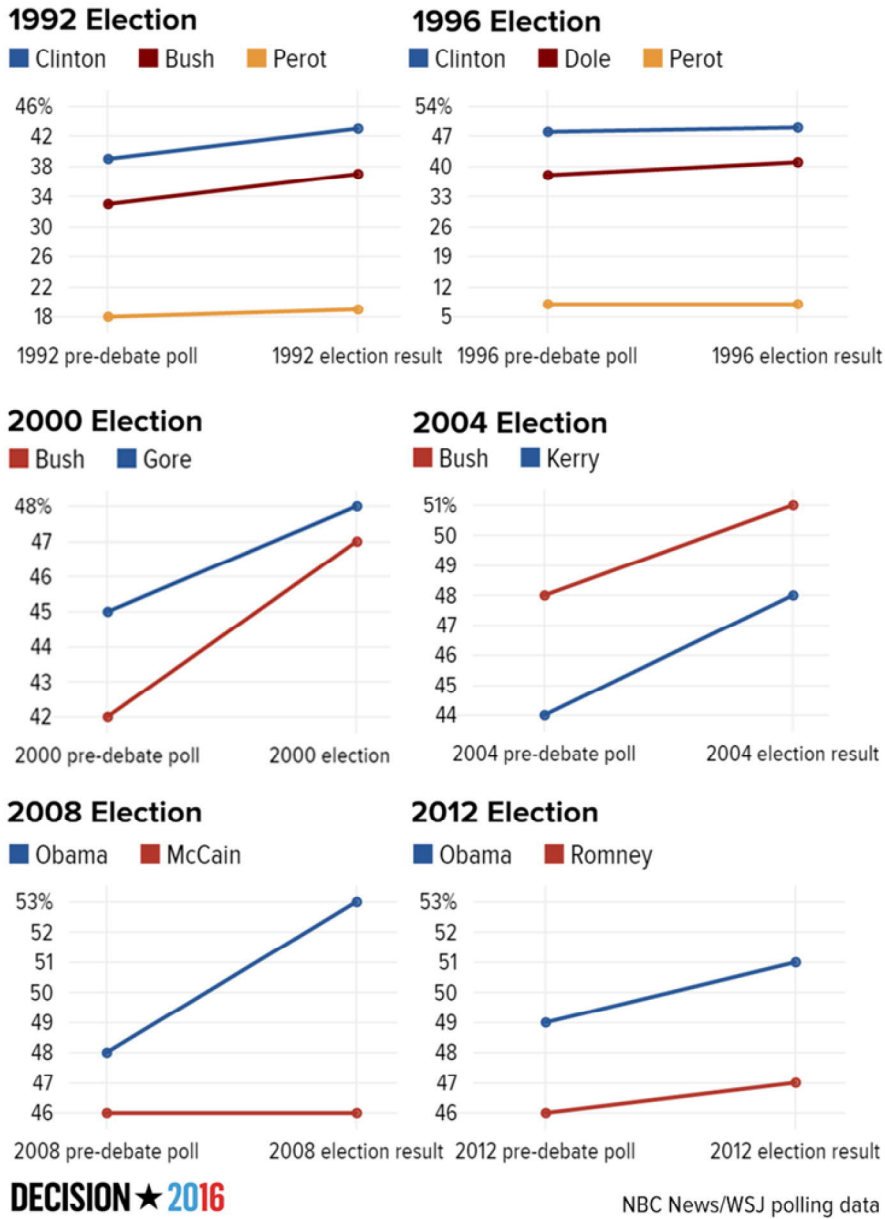 1992 Election
Clinton Bush Perot
46%
42
38
34
30
26
22
18
1992 pre-debate poll 1992 election result
1996 Election
Clinton Dole Perot
54%
47
40
33
26
19
12
5
1996 pre-debate poll 1996 election result
2000 Election
Bush Gore
48%
47
46
45
44
43
42
2000 pre-debate poll 2000 election
2004 Election
Bush Kerry
51%
50
49
48
47
46
45
44
2004 pre-debate poll 2004 election result
2008 Election
Obama McCain
53%
52
51
50
49
48
47
46
2008 pre-debate poll 2008 election result
2012 Election
Obama Romney
53%
52
51
50
49
48
47
46
2012 pre-debate poll 2012 election result
DECISION ★ 2016
NBC News/WSJ polling data